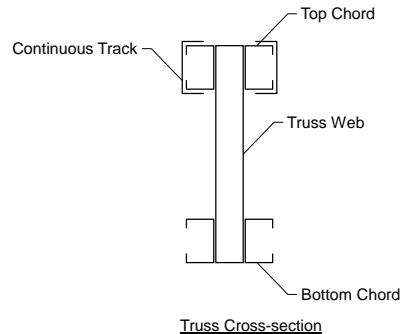 Top Chord
Continuous Track
Truss Web
Bottom Chord
Truss Cross-section